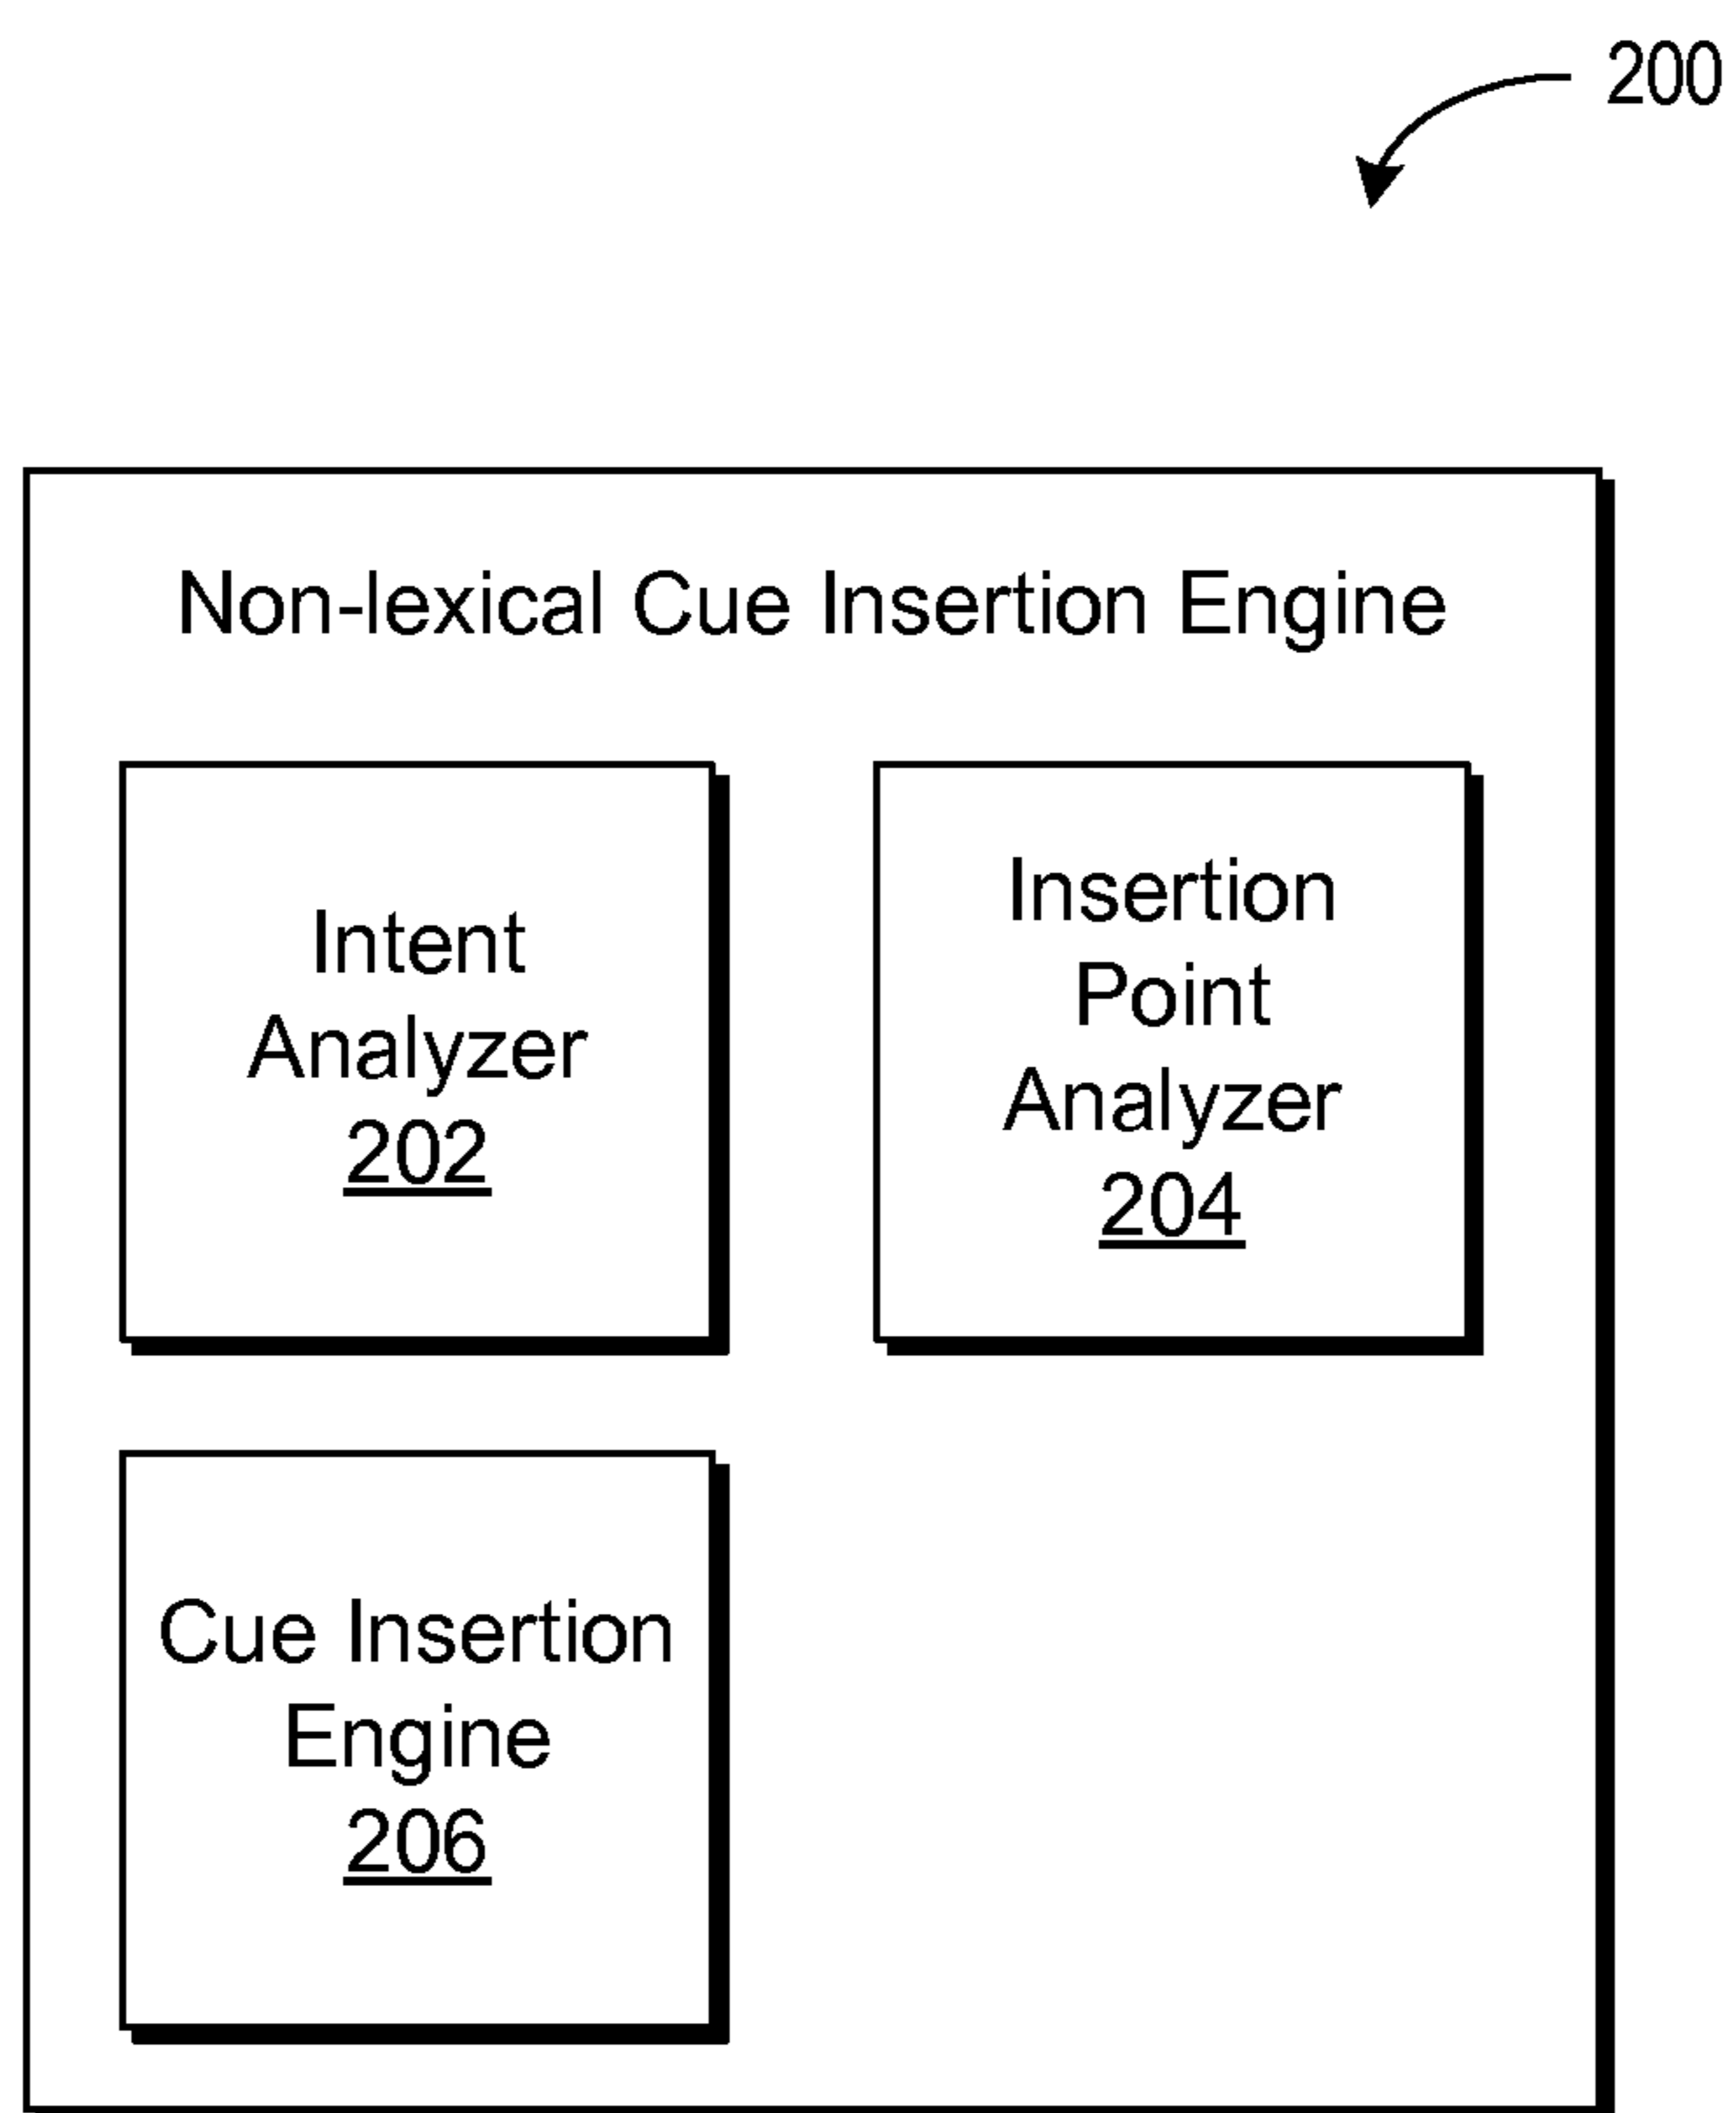 200
Non-lexical Cue Insertion Engine
Intent
Analyzer
202
Insertion
Point
Analyzer
204
Cue Insertion
Engine
206